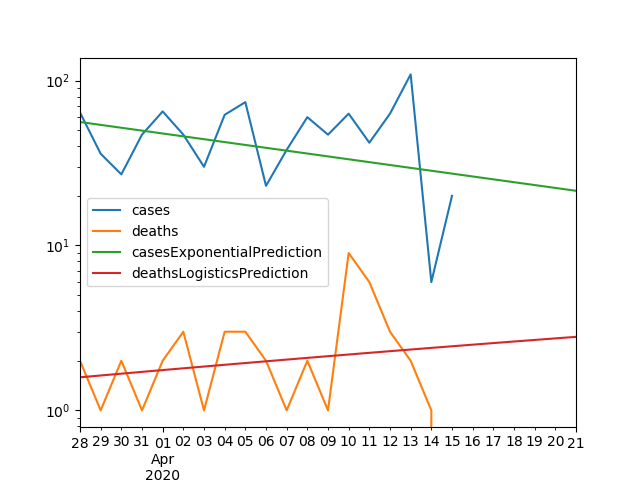 10²
10¹
10⁰
cases
deaths
casesExponentialPrediction
deathsLogisticsPrediction
28 29 30 31 01 02 03 04 05 06 07 08 09 10 11 12 13 14 15 16 17 18 19 20 21
Apr
2020